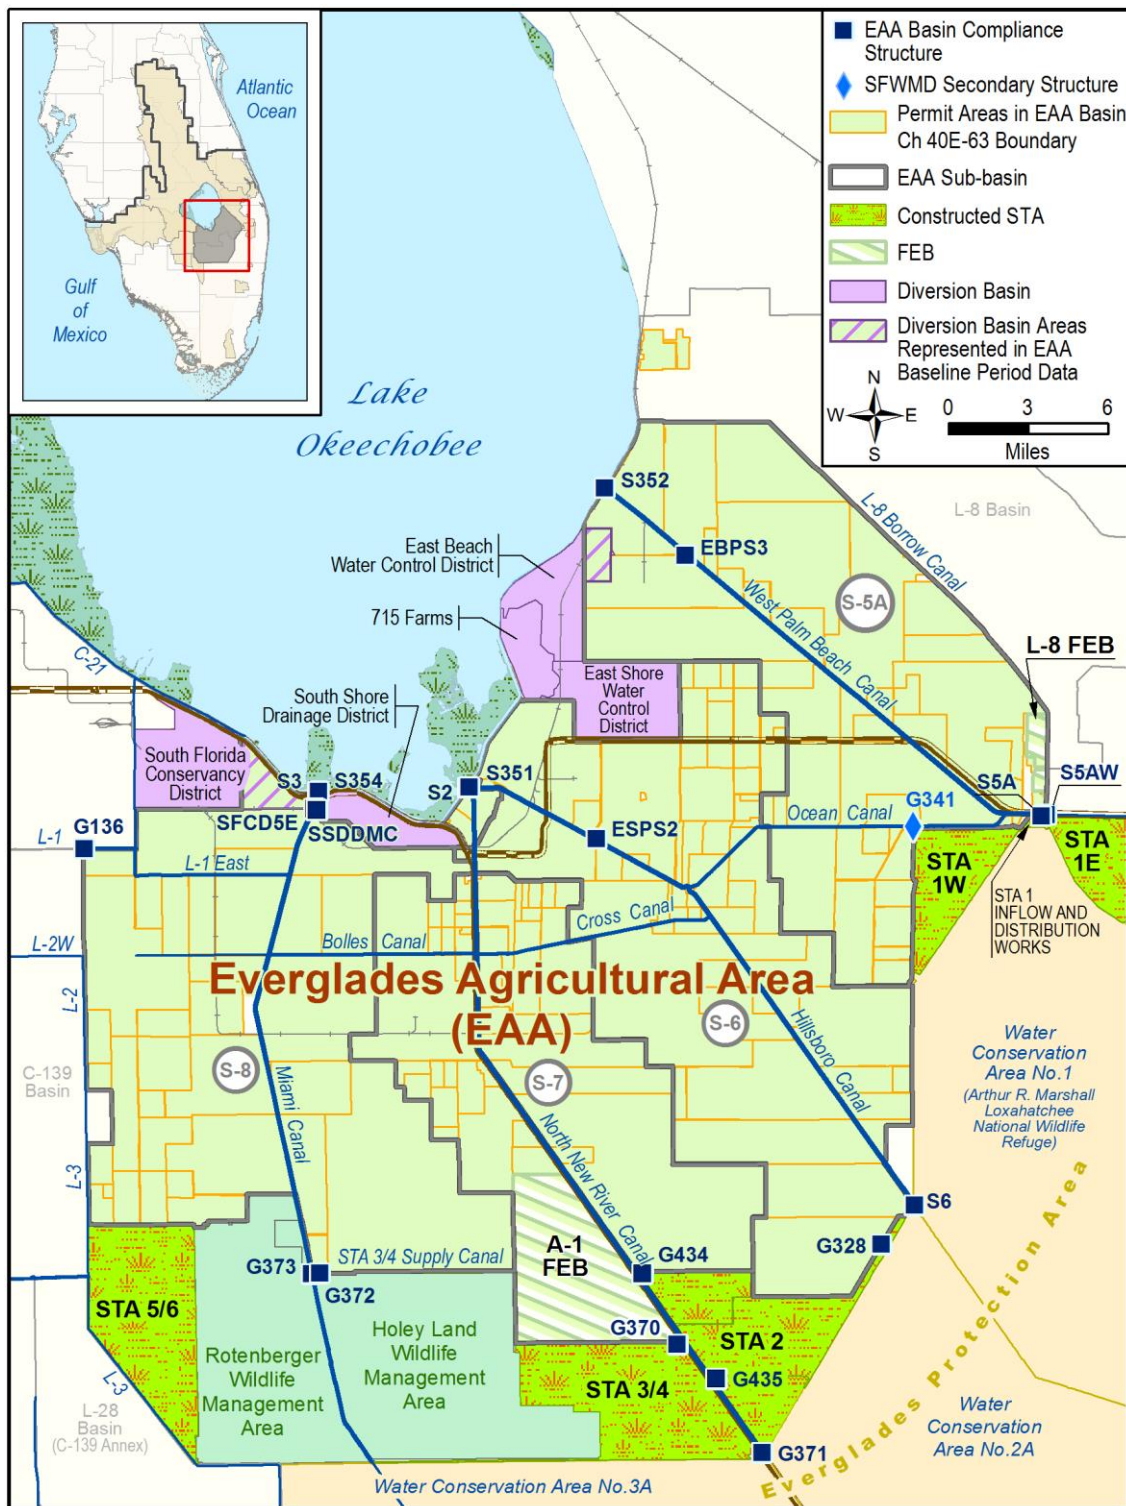 Atlantic
Ocean
Gulf
of
Mexico
EAA Basin Compliance
Structure
SFWMD Secondary Structure
Permit Areas in EAA Basin
Ch 40E-63 Boundary
EAA Sub-basin
Constructed STA
FEB
Diversion Basin
Diversion Basin Areas
Represented in EAA
Baseline Period Data
N
W
E
S
0
3
6
Miles
Lake
Okeechobee
S352
L-8 Borrow Canal
L-8 Basin
East Beach
Water Control District
EBPS3
West Palm Beach Canal
S-5A
715 Farms
L-8 FEB
C-21
South Shore
Drainage District
East Shore
Water
Control
District
South Florida
Conservancy
District
S3
S354
S2
S351
S5A
S5AW
G341
SFCD5E
SSDDMC
ESPS2
Ocean Canal
G136
L-1
L-1 East
STA
1W
STA
1E
STA 1
INFLOW AND
DISTRIBUTION
WORKS
L-2W
Bolles Canal
Cross Canal
Everglades Agricultural Area
(EAA)
L-2
S-6
Hillsboro Canal
Water
Conservation
Area No.1
(Arthur R. Marshall
Loxahatchee
National Wildlife
Refuge)
C-139
Basin
S-8
Miami Canal
S-7
North New River Canal
L-3
S6
G328
A-1
FEB
G434
STA 3/4 Supply Canal
G373
G372
STA 5/6
Rotenberger
Wildlife
Management
Area
Holey Land
Wildlife
Management
Area
G370
STA 2
STA 3/4
G435
L-3
L-28
Basin
(C-139 Annex)
Water
Conservation
Area No.2A
G371
Everglades Protection Area
Water Conservation Area No.3A